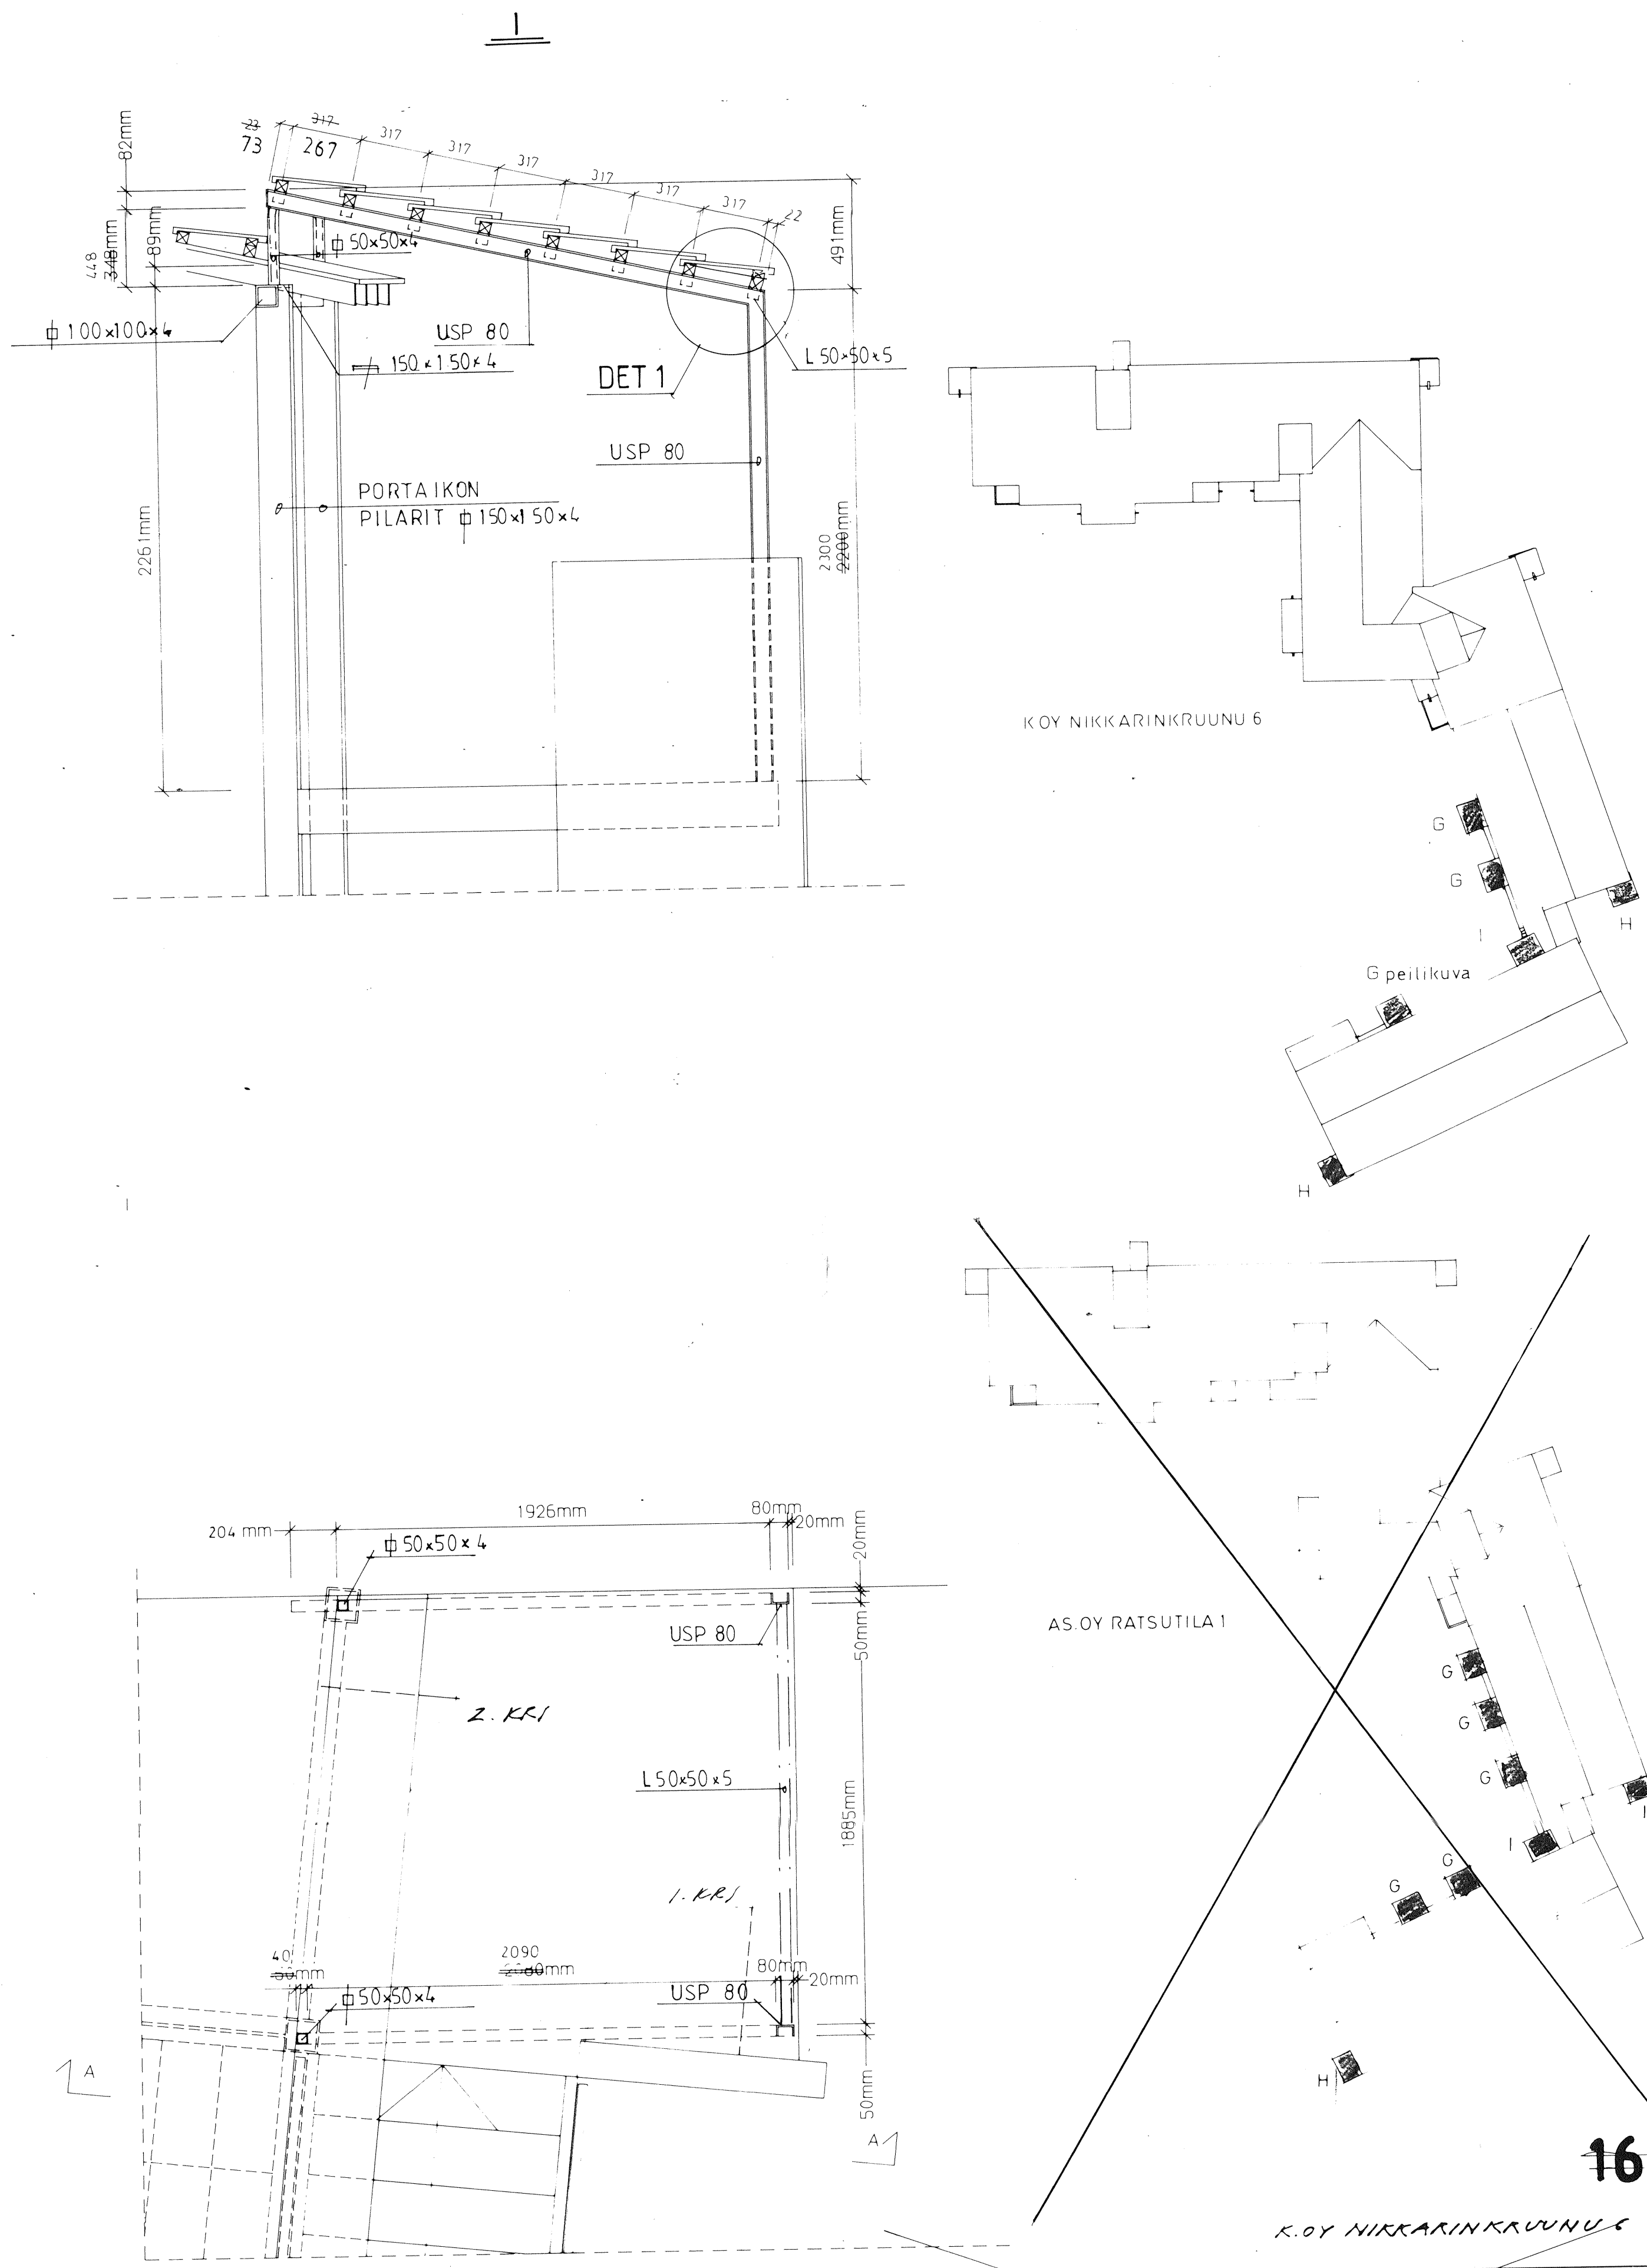 I
23 317
73 267 317 317 317 317 317 317 22
82mm
448
348mm
89mm
491mm
50×50×4
100×100×4
USP 80
150×150×4
DET 1
L 50×50×5
USP 80
PORTAIKON
PILARIT 150×150×4
2261mm
2300
2200mm
KOY NIKKARINKRUUNU 6
G
G
H
I
G peilikuva
H
204 mm 1926mm 80mm 20mm
20mm
50×50×4
USP 80
50mm
2. KRS
AS.OY RATSUTILA 1
L50×50×5
1885mm
1. KRS
G
G
G
I
I
G
G
40 2090
mm mm 80mm 20mm
50×50×4 USP 80
50mm
A
A
H
16
K.OY NIKKARINKRUUNU 6